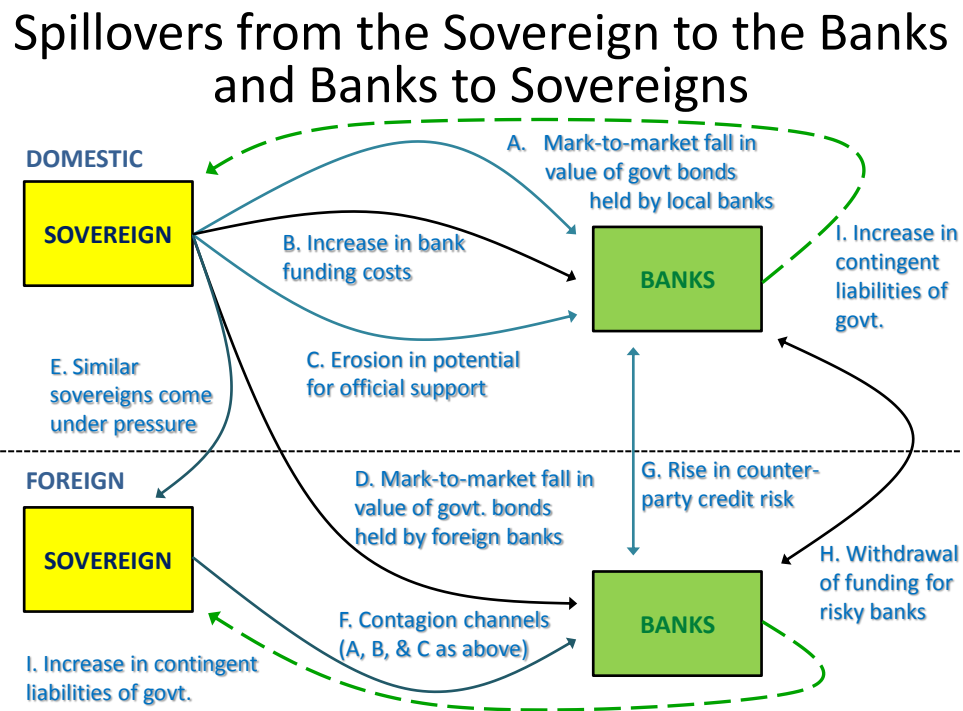 Spillovers from the Sovereign to the Banks
and Banks to Sovereigns
DOMESTIC
SOVEREIGN
A. Mark-to-market fall in
value of govt bonds
held by local banks
B. Increase in bank
funding costs
BANKS
I. Increase in
contingent
liabilities of
govt.
C. Erosion in potential
for official support
E. Similar
sovereigns come
under pressure
FOREIGN
SOVEREIGN
D. Mark-to-market fall in
value of govt. bonds
held by foreign banks
G. Rise in counter-
party credit risk
H. Withdrawal
of funding for
risky banks
F. Contagion channels
(A, B, & C as above)
BANKS
I. Increase in contingent
liabilities of govt.